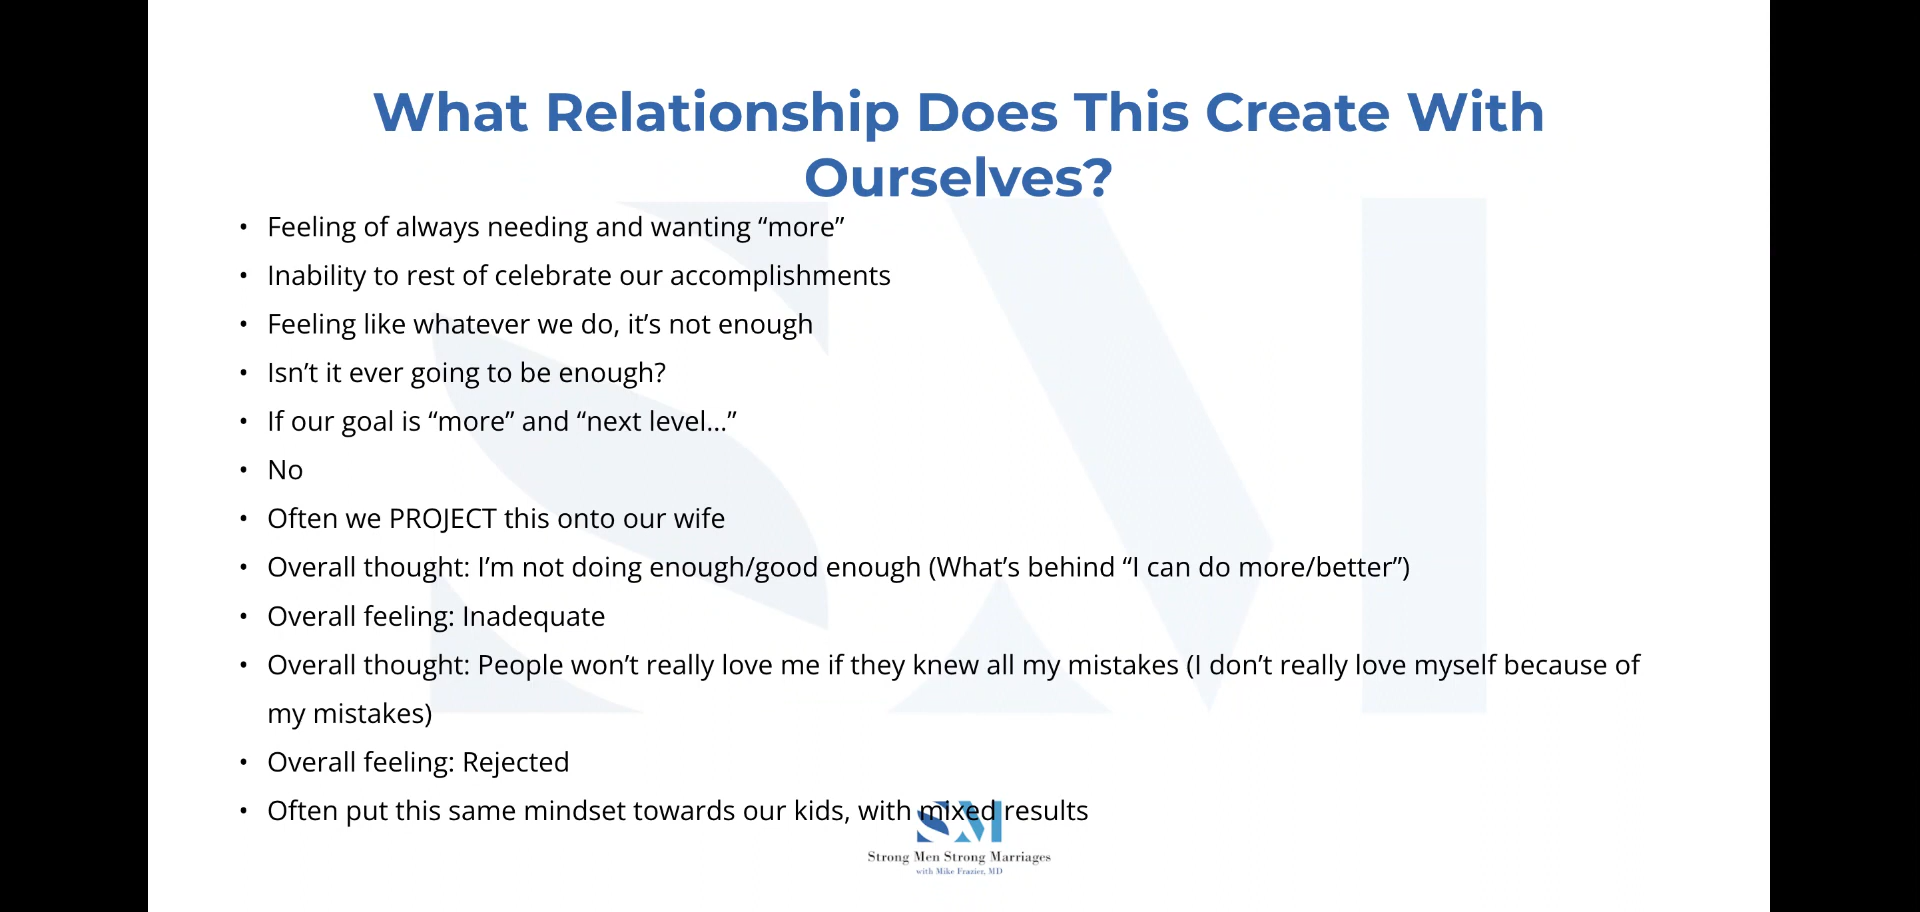 What Relationship Does This Create With
Ourselves?
• Feeling of always needing and wanting “more”
• Inability to rest of celebrate our accomplishments
• Feeling like whatever we do, it’s not enough
• Isn’t it ever going to be enough?
• If our goal is “more” and “next level…”
• No
• Often we PROJECT this onto our wife
• Overall thought: I’m not doing enough/good enough (What’s behind “I can do more/better”)
• Overall feeling: Inadequate
• Overall thought: People won’t really love me if they knew all my mistakes (I don’t really love myself because of
my mistakes)
• Overall feeling: Rejected
• Often put this same mindset towards our kids, with mixed results
SM
Strong Men Strong Marriages
with Mike Frazier, MD